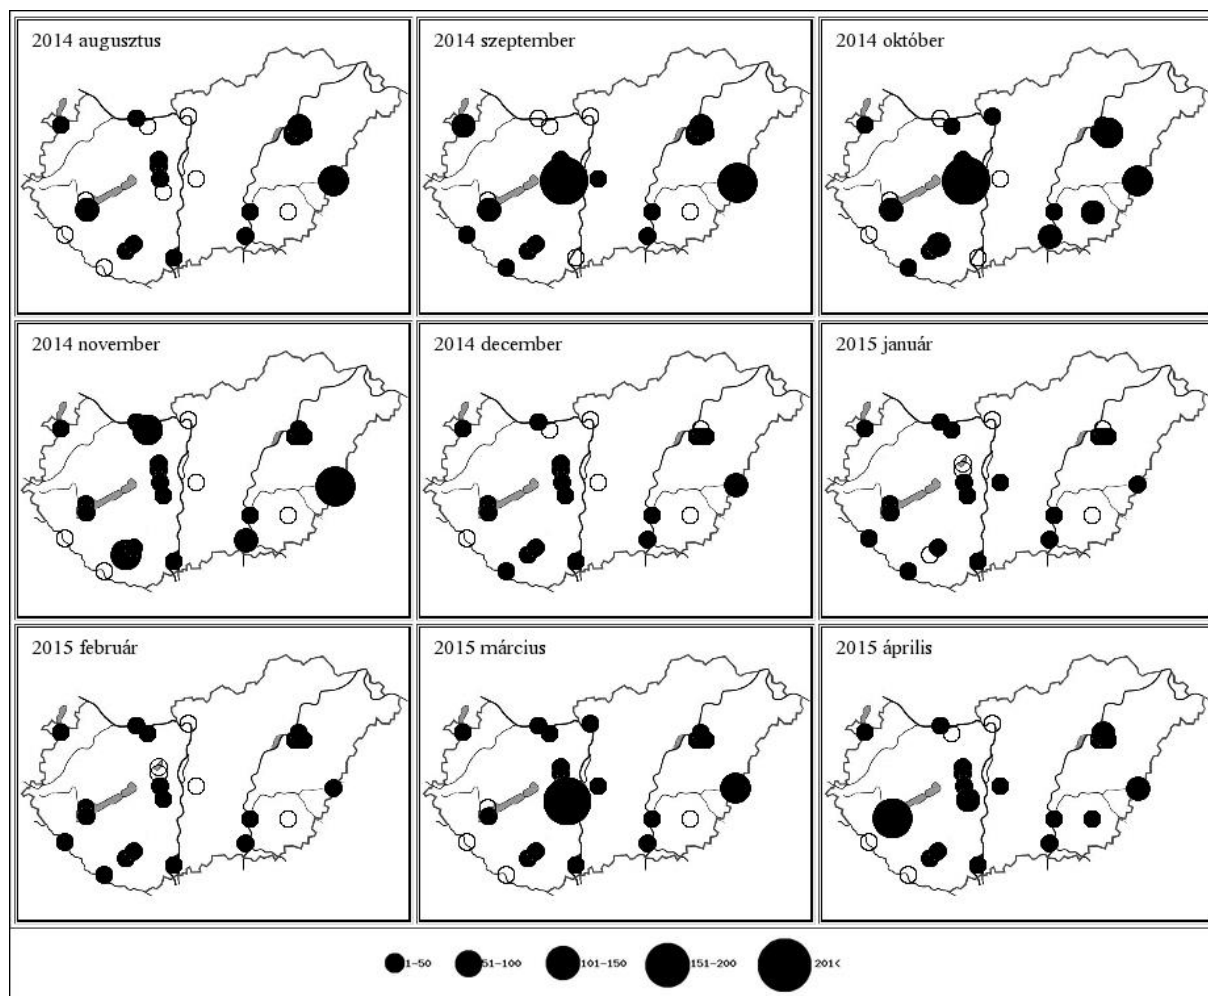 2014 augusztus
2014 szeptember
2014 október
2014 november
2014 december
2015 január
2015 február
2015 március
2015 április
1-50 51-100 101-150 151-200 201<